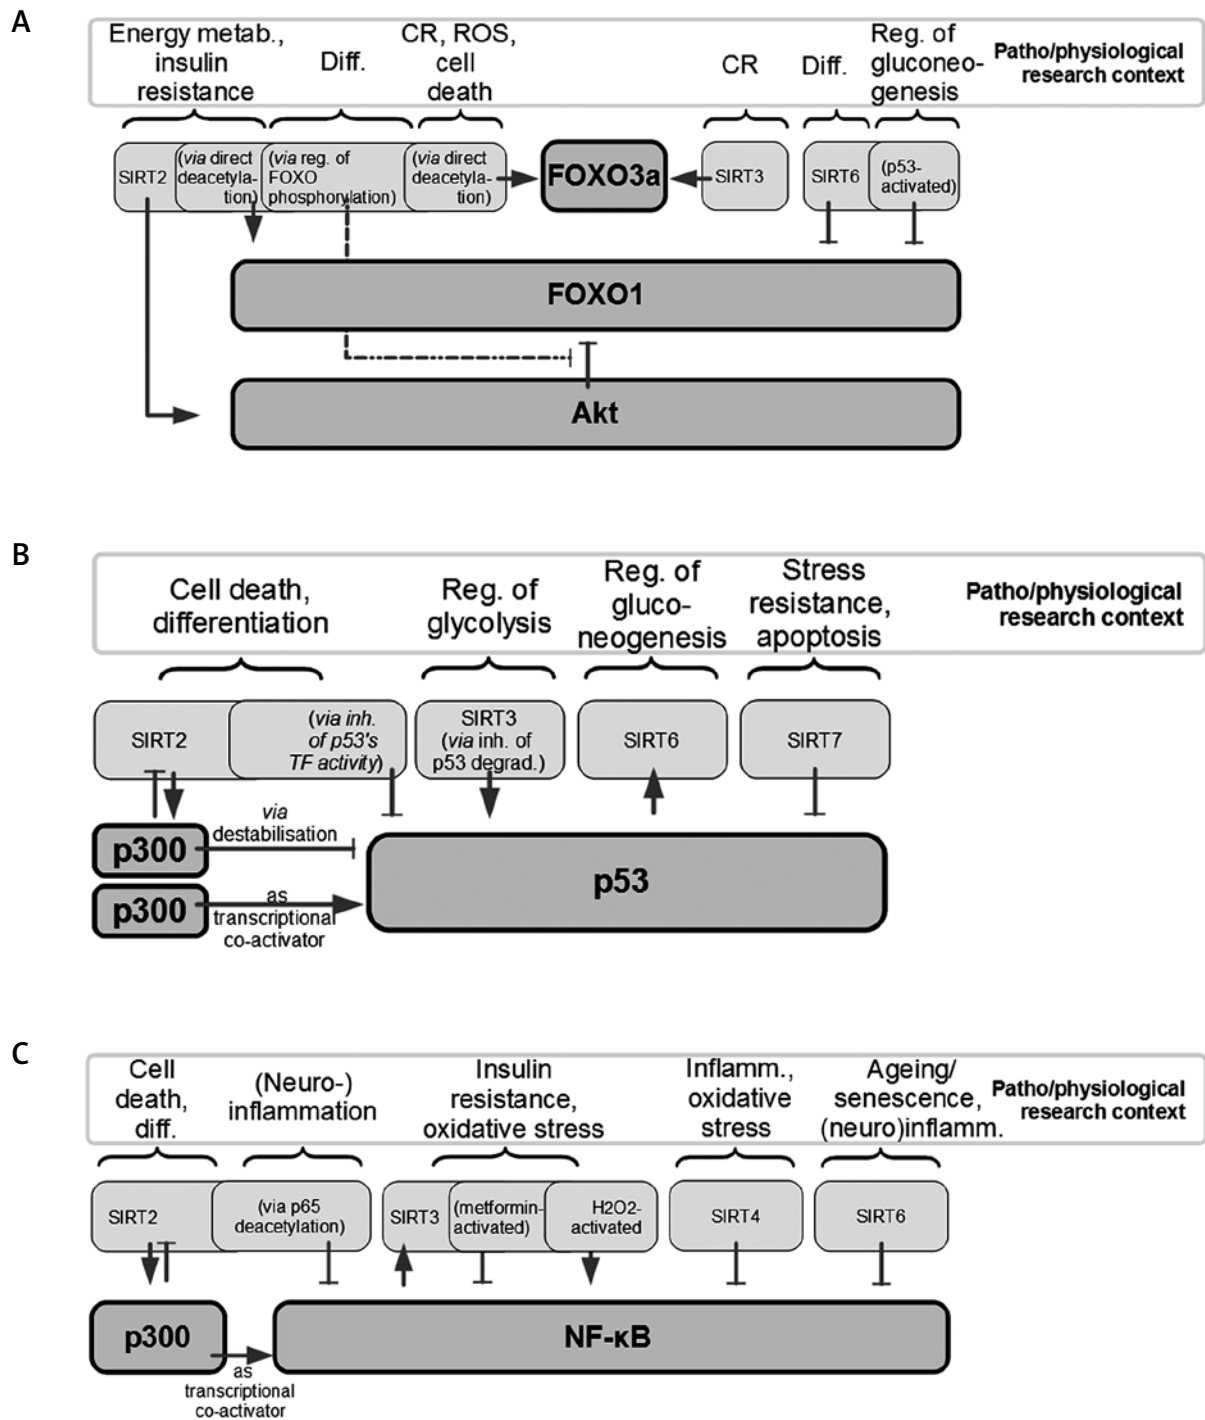 A
Energy metab.,
insulin
resistance
Diff.
CR, ROS,
cell
death
CR
Diff.
Reg. of
gluconeo-
genesis
Patho/physiological
research context
SIRT2
(via direct
deacetyla-
tion)
(via reg. of
FOXO
phosphorylation)
(via direct
deacetyla-
tion)
FOXO3a
SIRT3
SIRT6
(p53-
activated)
FOXO1
Akt
B
Cell death,
differentiation
Reg. of
glycolysis
Reg. of
gluco-
neogenesis
Stress
resistance,
apoptosis
Patho/physiological
research context
SIRT2
(via inh.
of p53's
TF activity)
SIRT3
(via inh. of
p53 degrad.)
SIRT6
SIRT7
p300
via
destabilisation
p300
as
transcriptional
co-activator
p53
C
Cell
death,
diff.
(Neuro-)
inflammation
Insulin
resistance,
oxidative stress
Inflamm.,
oxidative
stress
Ageing/
senescence,
(neuro)inflamm.
Patho/physiological
research context
SIRT2
(via p65
deacetylation)
SIRT3
(metformin-
activated)
H2O2-
activated
SIRT4
SIRT6
p300
as
transcriptional
co-activator
NF-κB